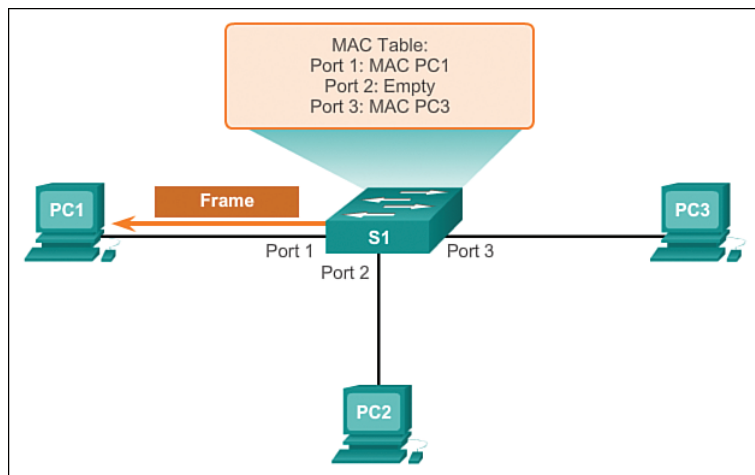 MAC Table:
Port 1: MAC PC1
Port 2: Empty
Port 3: MAC PC3
PC1
Frame
S1
PC3
Port 1
Port 3
Port 2
PC2